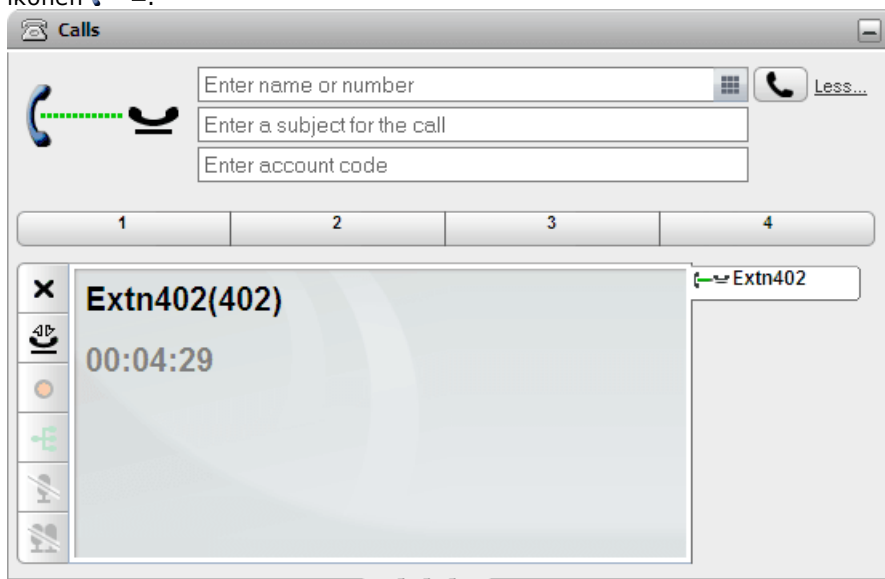 ikonen
Calls
Enter name or number
Less...
Enter a subject for the call
Enter account code
1 2 3 4
Extn402(402)
Extn402
00:04:29